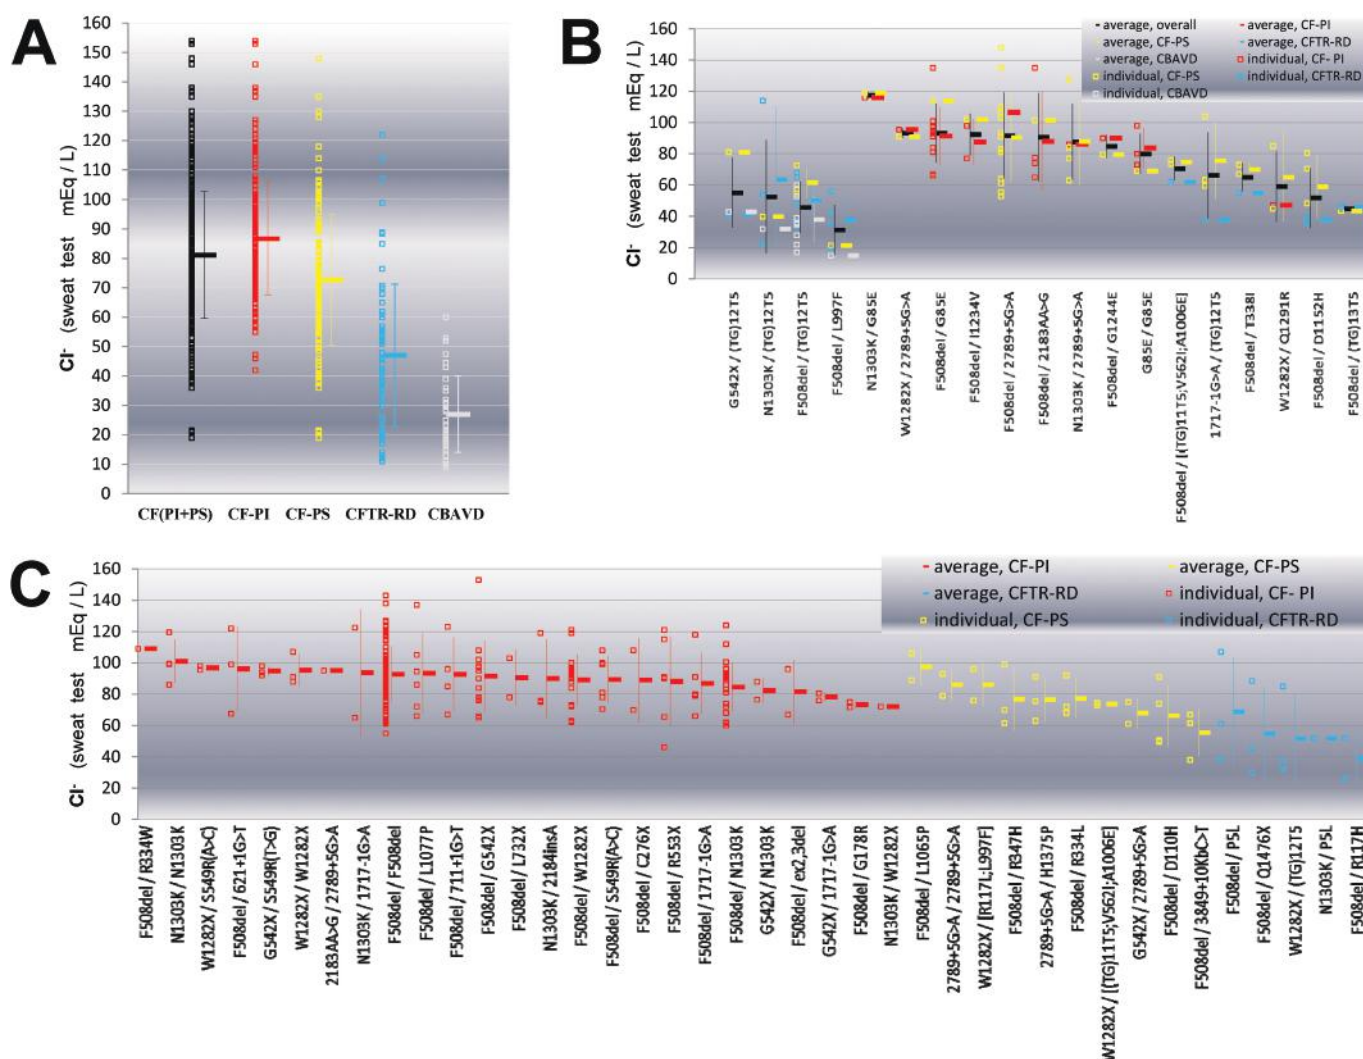 A
Cl- (sweat test mEq / L)
160
150
140
130
120
110
100
90
80
70
60
50
40
30
20
10
0
CF(PI+PS) CF-PI CF-PS CFTR-RD CBAVD
B
Cl- (sweat test mEq / L)
160
140
120
100
80
60
40
20
0
average, overall average, CF-PI
average, CF-PS average, CFTR-RD
average, CBAVD individual, CF- PI
individual, CF-PS individual, CFTR-RD
individual, CBAVD
G542X / (TG)12T5
N1303K / (TG)12T5
F508del / (TG)12T5
F508del / L997F
N1303K / G85E
W1282X / 2789+5G>A
F508del / G85E
F508del / I1234V
F508del / 2789+5G>A
F508del / 2183AA>G
N1303K / 2789+5G>A
F508del / G1244E
G85E / G85E
F508del / [(TG)11T5;V562I;A1006E]
1717-1G>A / (TG)12T5
F508del / T338I
W1282X / Q1291R
F508del / D1152H
F508del / (TG)13T5
C
Cl- (sweat test mEq / L)
160
140
120
100
80
60
40
20
0
average, CF-PI average, CF-PS
average, CFTR-RD individual, CF- PI
individual, CF-PS individual, CFTR-RD
F508del / R334W
N1303K / N1303K
W1282X / S549R(A>C)
F508del / 621+1G>T
G542X / S549R(T>G)
W1282X / W1282X
2183AA>G / 2789+5G>A
N1303K / 1717-1G>A
F508del / F508del
F508del / L1077P
F508del / 711+1G>T
F508del / G542X
F508del / L732X
N1303K / 2184insA
F508del / W1282X
F508del / S549R(A>C)
F508del / Q276X
F508del / R553X
F508del / 1717-1G>A
F508del / N1303K
G542X / N1303K
F508del / ex2,3del
G542X / 1717-1G>A
F508del / G178R
N1303K / W1282X
F508del / L1065P
2789+5G>A / 2789+5G>A
W1282X / [R117L;L997F]
F508del / R347H
2789+5G>A / H1375P
F508del / R334L
W1282X / [(TG)11T5;V562I;A1006E]
G542X / 2789+5G>A
F508del / D110H
F508del / 3849+10KbC>T
F508del / P5L
F508del / Q1476X
W1282X / (TG)12T5
N1303K / P5L
F508del / R117H